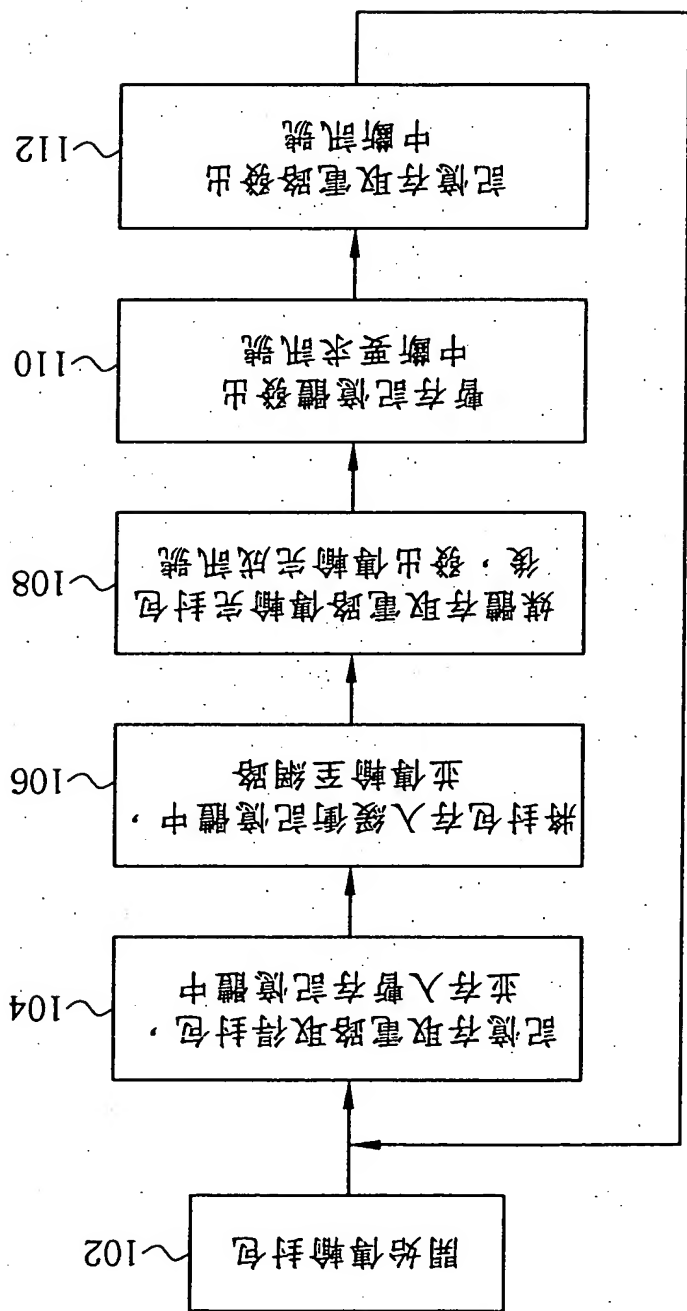 開始傳輸封包
102
記憶存取電路取得封包，
並存入暫存記憶體中
104
將封包存入緩衝記憶體中，
並傳輸至網路
106
媒體存取電路傳輸完封包
後，發出傳輸完成訊號
108
暫存記憶體發出
中斷要求訊號
110
記憶存取電路發出
中斷訊號
112